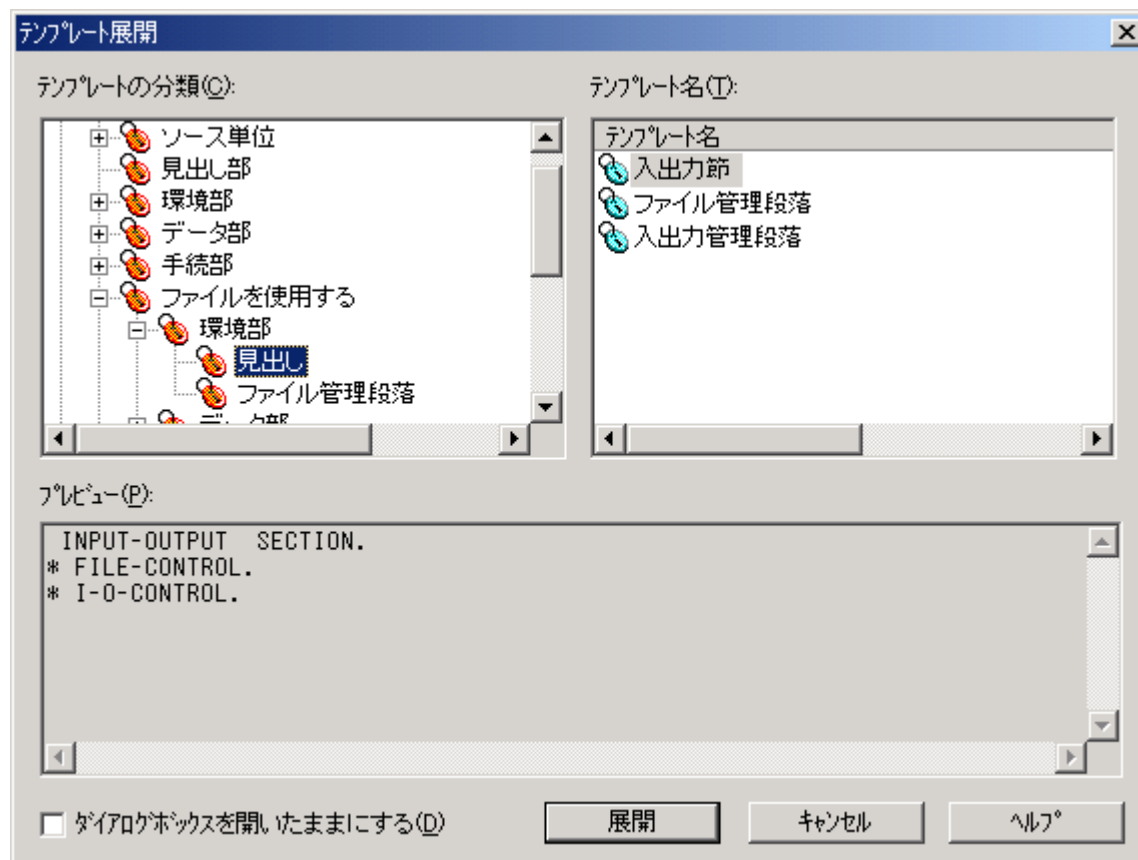 テンプレート展開
テンプレートの分類(C):
ソース単位
見出し部
環境部
データ部
手続部
ファイルを使用する
環境部
見出し
ファイル管理段落
テンプレート名(T):
テンプレート名
入出力節
ファイル管理段落
入出力管理段落
プレビュー(P):
INPUT-OUTPUT  SECTION.
* FILE-CONTROL.
* I-O-CONTROL.
ダイアログボックスを開いたままにする(D)
展開
キャンセル
ヘルプ